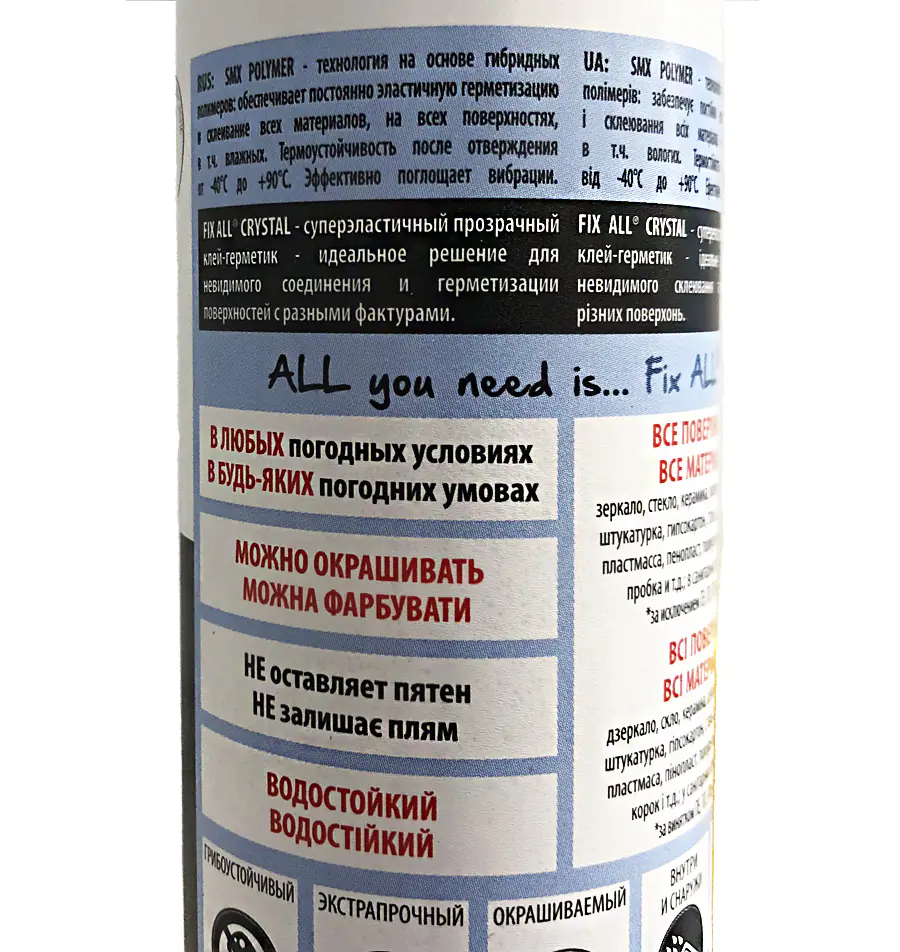 RUS: SMX POLYMER - технология на основе гибридных
полимеров: обеспечивает постоянно эластичную герметизацию
и склеивание всех материалов, на всех поверхностях,
в т.ч. влажных. Термоустойчивость после отверждения
от -40°C до +90°C. Эффективно поглощает вибрации.
UA: SMX POLYMER -
полімерів: забезпечує
і склеювання всіх
в т.ч. вологих.
від -40°C до +90°C.
FIX ALL® CRYSTAL - суперэластичный прозрачный
клей-герметик - идеальное решение для
невидимого соединения и герметизации
поверхностей с разными фактурами.
FIX ALL® CRYSTAL -
клей-герметик -
невидимого склеювання
різних поверхонь.
ALL you need is... Fix ALL
В ЛЮБЫХ погодных условиях
В БУДЬ-ЯКИХ погодних умовах
МОЖНО ОКРАШИВАТЬ
МОЖНА ФАРБУВАТИ
НЕ оставляет пятен
НЕ залишає плям
ВОДОСТОЙКИЙ
ВОДОСТІЙКИЙ
ВСЕ
ВСЕ
зеркало, стекло, керамика,
штукатурка, гипсокартон,
пластмасса, пенопласт,
пробка и т.д.: в
*за исключением
ВСІ
ВСІ
дзеркало, скло, кераміка,
штукатурка, гіпсокартон,
пластмаса, пінопласт,
корок і т.д.: у
*за винятком
ГРИБОУСТОЙЧИВЫЙ
ЭКСТРАПРОЧНЫЙ
ОКРАШИВАЕМЫЙ
ВНУТРИ
И СНАРУЖИ